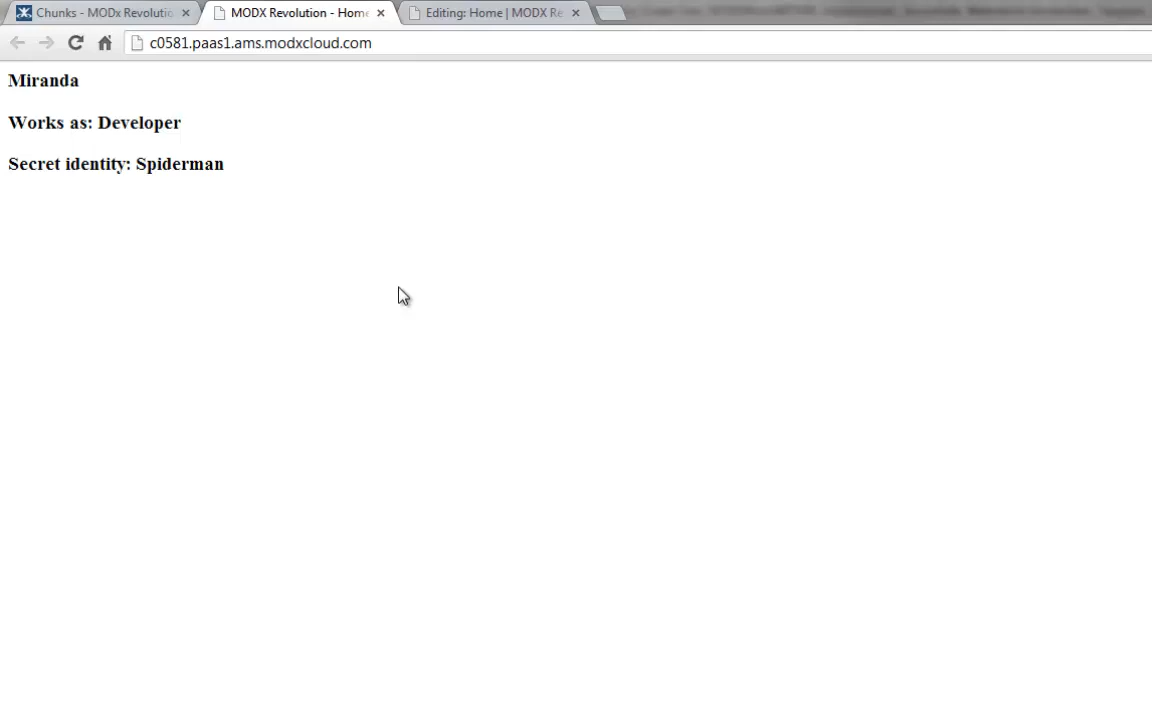 Chunks - MODx Revolutio
MODX Revolution - Home
Editing: Home | MODX Re
c0581.paas1.ams.modxcloud.com
Miranda
Works as: Developer
Secret identity: Spiderman